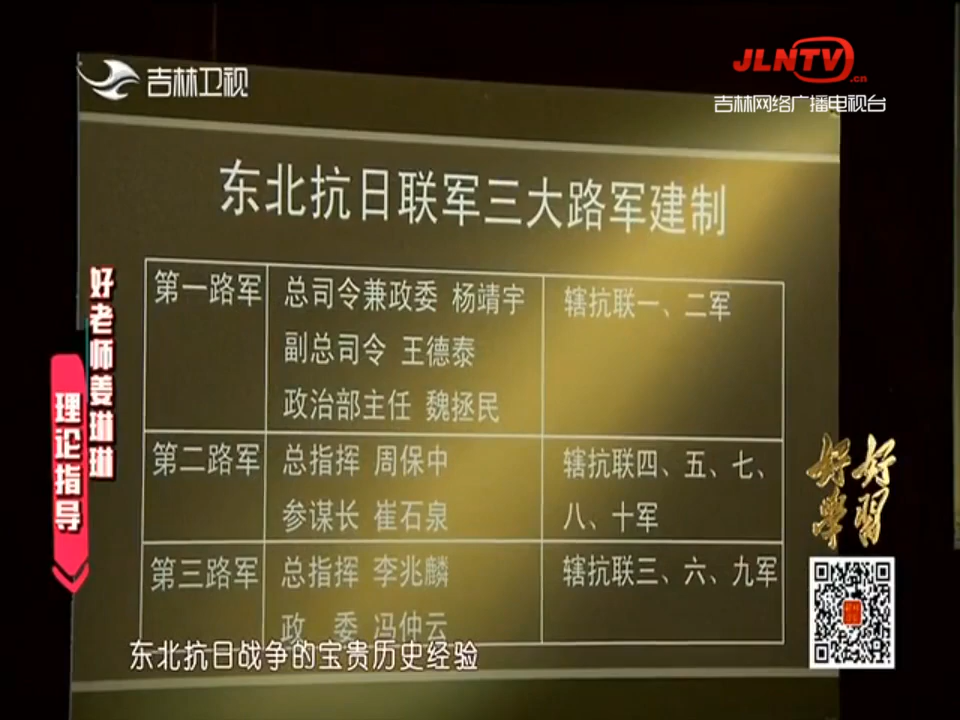 吉林卫视
JLNTV.cn
吉林网络广播电视台
东北抗日联军三大路军建制
第一路军
总司令兼政委 杨靖宇
副总司令 王德泰
政治部主任 魏拯民
辖抗联一、二军
第二路军
总指挥 周保中
参谋长 崔石泉
辖抗联四、五、七、
八、十军
第三路军
总指挥 李兆麟
政 委 冯仲云
辖抗联三、六、九军
好老师姜琳琳
理论指导
好好
学习
东北抗日战争的宝贵历史经验